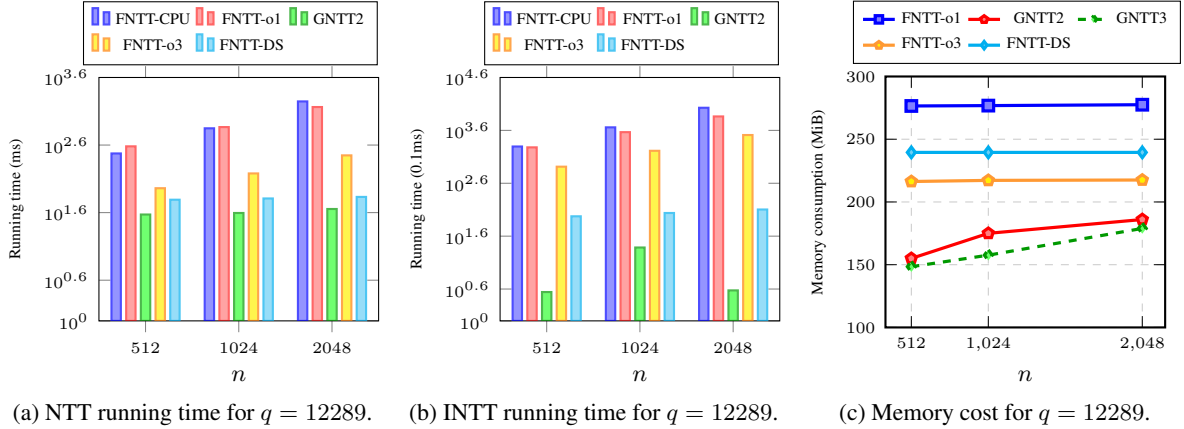 FNTT-CPU FNTT-o1 GNTT2
FNTT-o3 FNTT-DS
Running time (ms)
10^3.6
10^2.6
10^1.6
10^0.6
10^0
512 1024 2048
n
(a) NTT running time for q = 12289.
FNTT-CPU FNTT-o1 GNTT2
FNTT-o3 FNTT-DS
Running time (0.1ms)
10^4.6
10^3.6
10^2.6
10^1.6
10^0.6
10^0
512 1024 2048
n
(b) INTT running time for q = 12289.
FNTT-o1 GNTT2 GNTT3
FNTT-o3 FNTT-DS
Memory consumption (MiB)
300
250
200
150
100
512 1,024 2,048
n
(c) Memory cost for q = 12289.